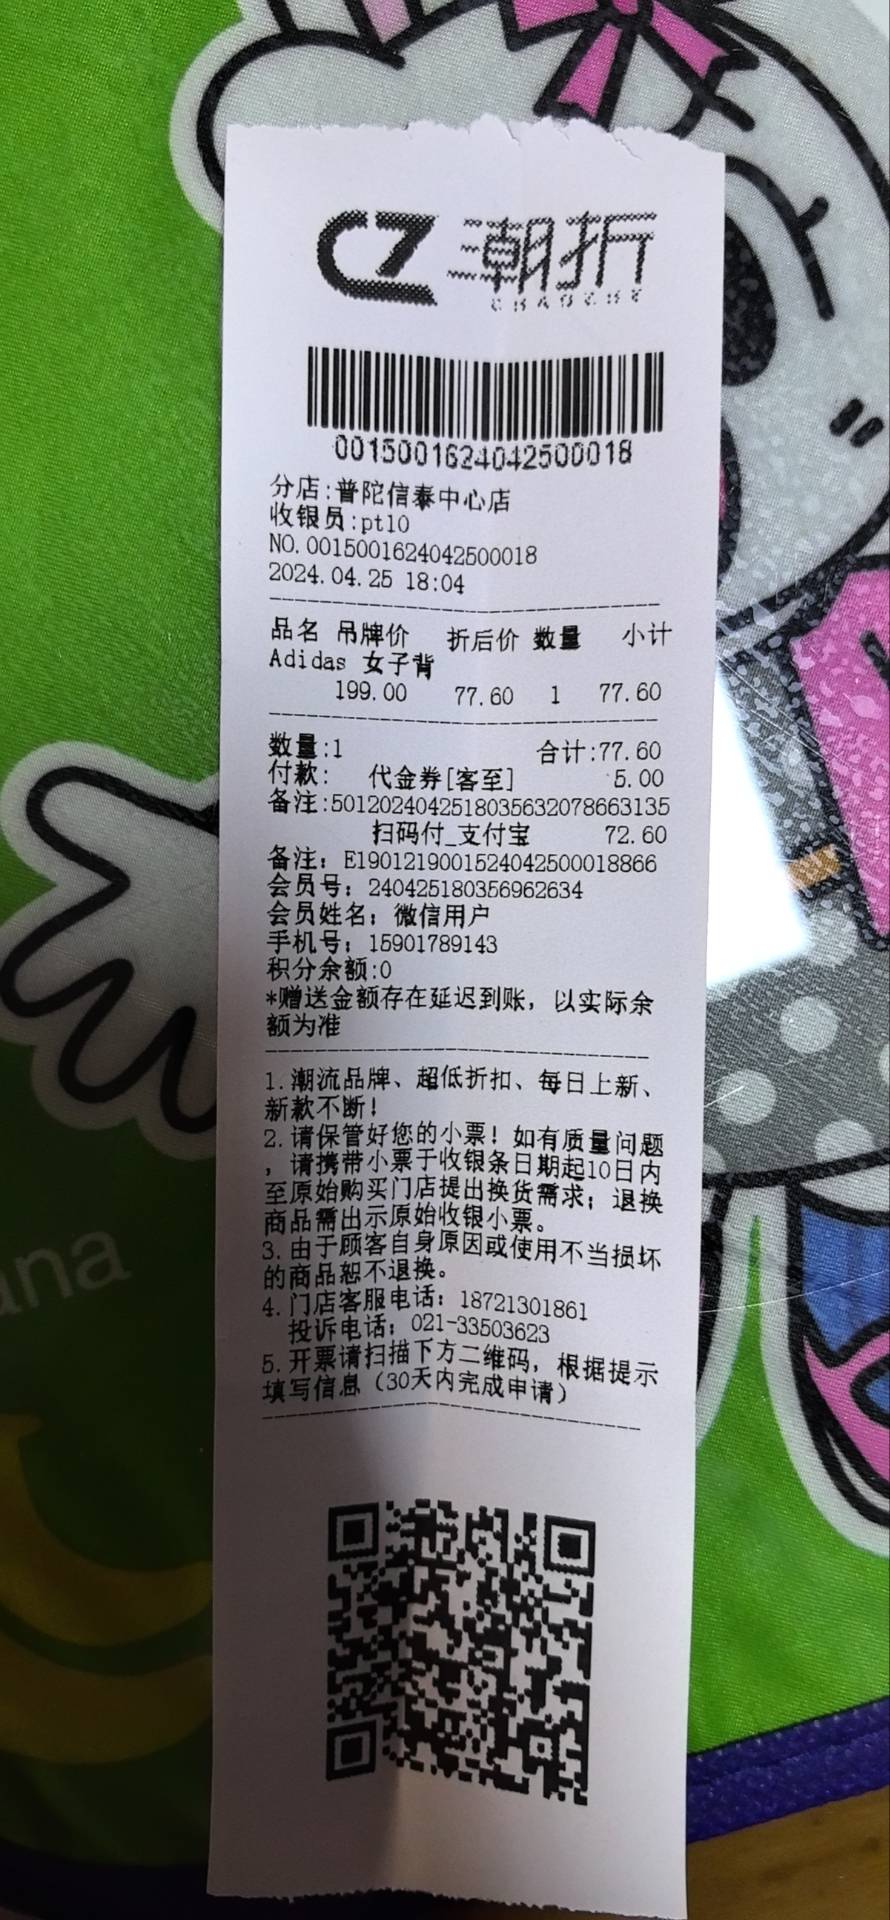 CZ 潮折
CHAOZHE
0015001624042500018
分店:普陀信泰中心店
收银员:pt10
NO.0015001624042500018
2024.04.25 18:04
品名 吊牌价 折后价 数量 小计
Adidas 女子背
199.00 77.60 1 77.60
数量:1 合计:77.60
付款: 代金券[客至] 5.00
备注:50120240425180356320786631​35
扫码付_支付宝 72.60
备注: E1901219001524042500018866
会员号: 240425180356962634
会员姓名: 微信用户
手机号: 15901789143
积分余额:0
*赠送金额存在延迟到账，以实际余
额为准
1.潮流品牌、超低折扣、每日上新、
新款不断!
2.请保管好您的小票! 如有质量问题
，请携带小票于收银条日期起10日内
至原始购买门店提出换货需求; 退换
商品需出示原始收银小票。
3.由于顾客自身原因或使用不当损坏
的商品恕不退换。
4.门店客服电话: 18721301861
投诉电话: 021-33503623
5.开票请扫描下方二维码，根据提示
填写信息（30天内完成申请）
ana